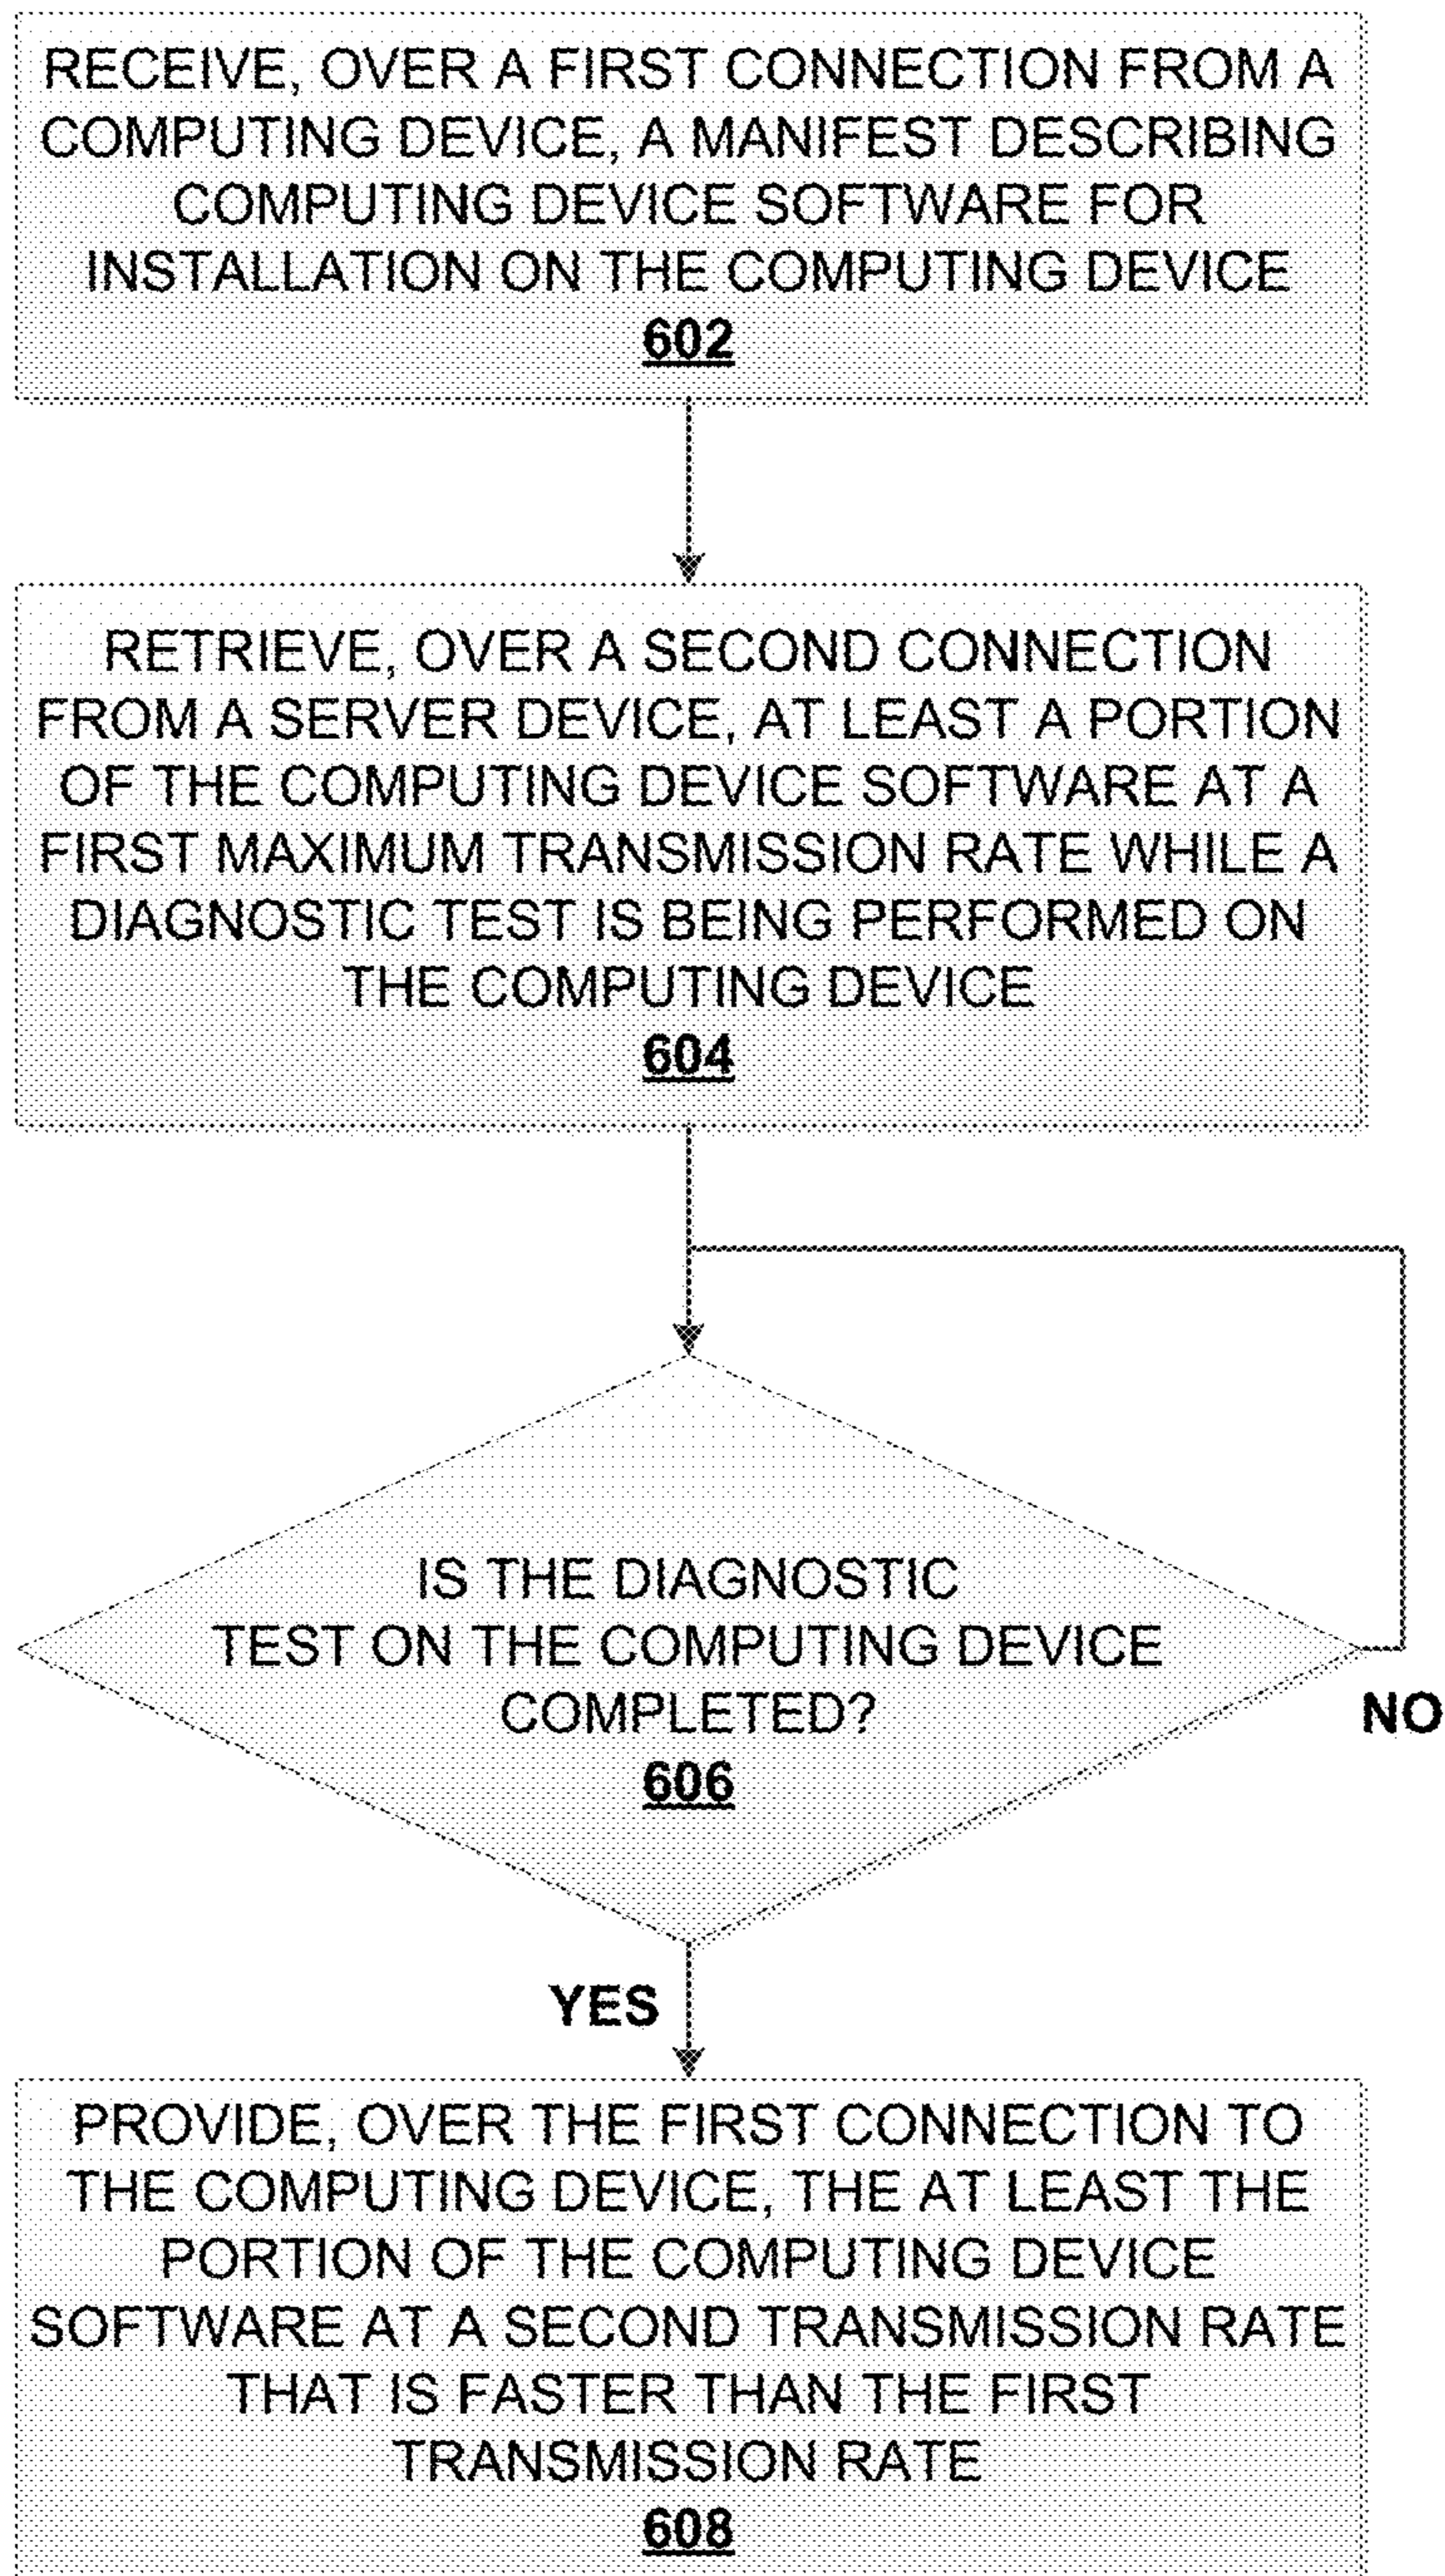 RECEIVE, OVER A FIRST CONNECTION FROM A
COMPUTING DEVICE, A MANIFEST DESCRIBING
COMPUTING DEVICE SOFTWARE FOR
INSTALLATION ON THE COMPUTING DEVICE
602
RETRIEVE, OVER A SECOND CONNECTION
FROM A SERVER DEVICE, AT LEAST A PORTION
OF THE COMPUTING DEVICE SOFTWARE AT A
FIRST MAXIMUM TRANSMISSION RATE WHILE A
DIAGNOSTIC TEST IS BEING PERFORMED ON
THE COMPUTING DEVICE
604
IS THE DIAGNOSTIC
TEST ON THE COMPUTING DEVICE
COMPLETED?
606
NO
YES
PROVIDE, OVER THE FIRST CONNECTION TO
THE COMPUTING DEVICE, THE AT LEAST THE
PORTION OF THE COMPUTING DEVICE
SOFTWARE AT A SECOND TRANSMISSION RATE
THAT IS FASTER THAN THE FIRST
TRANSMISSION RATE
608